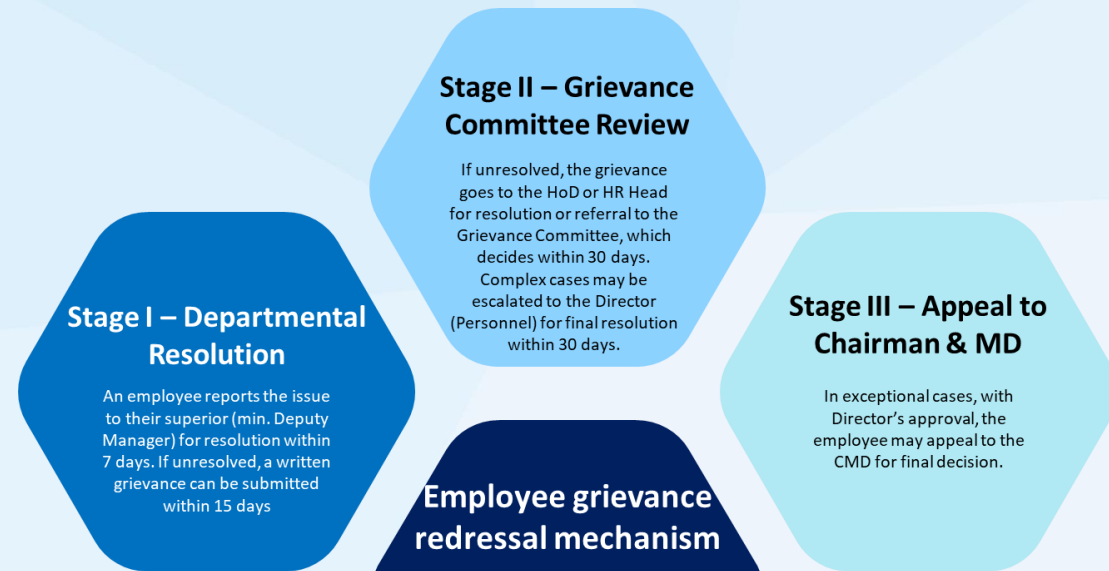 Stage I – Departmental
Resolution
An employee reports the issue
to their superior (min. Deputy
Manager) for resolution within
7 days. If unresolved, a written
grievance can be submitted
within 15 days
Stage II – Grievance
Committee Review
If unresolved, the grievance
goes to the HoD or HR Head
for resolution or referral to the
Grievance Committee, which
decides within 30 days.
Complex cases may be
escalated to the Director
(Personnel) for final resolution
within 30 days.
Stage III – Appeal to
Chairman & MD
In exceptional cases, with
Director’s approval, the
employee may appeal to the
CMD for final decision.
Employee grievance
redressal mechanism